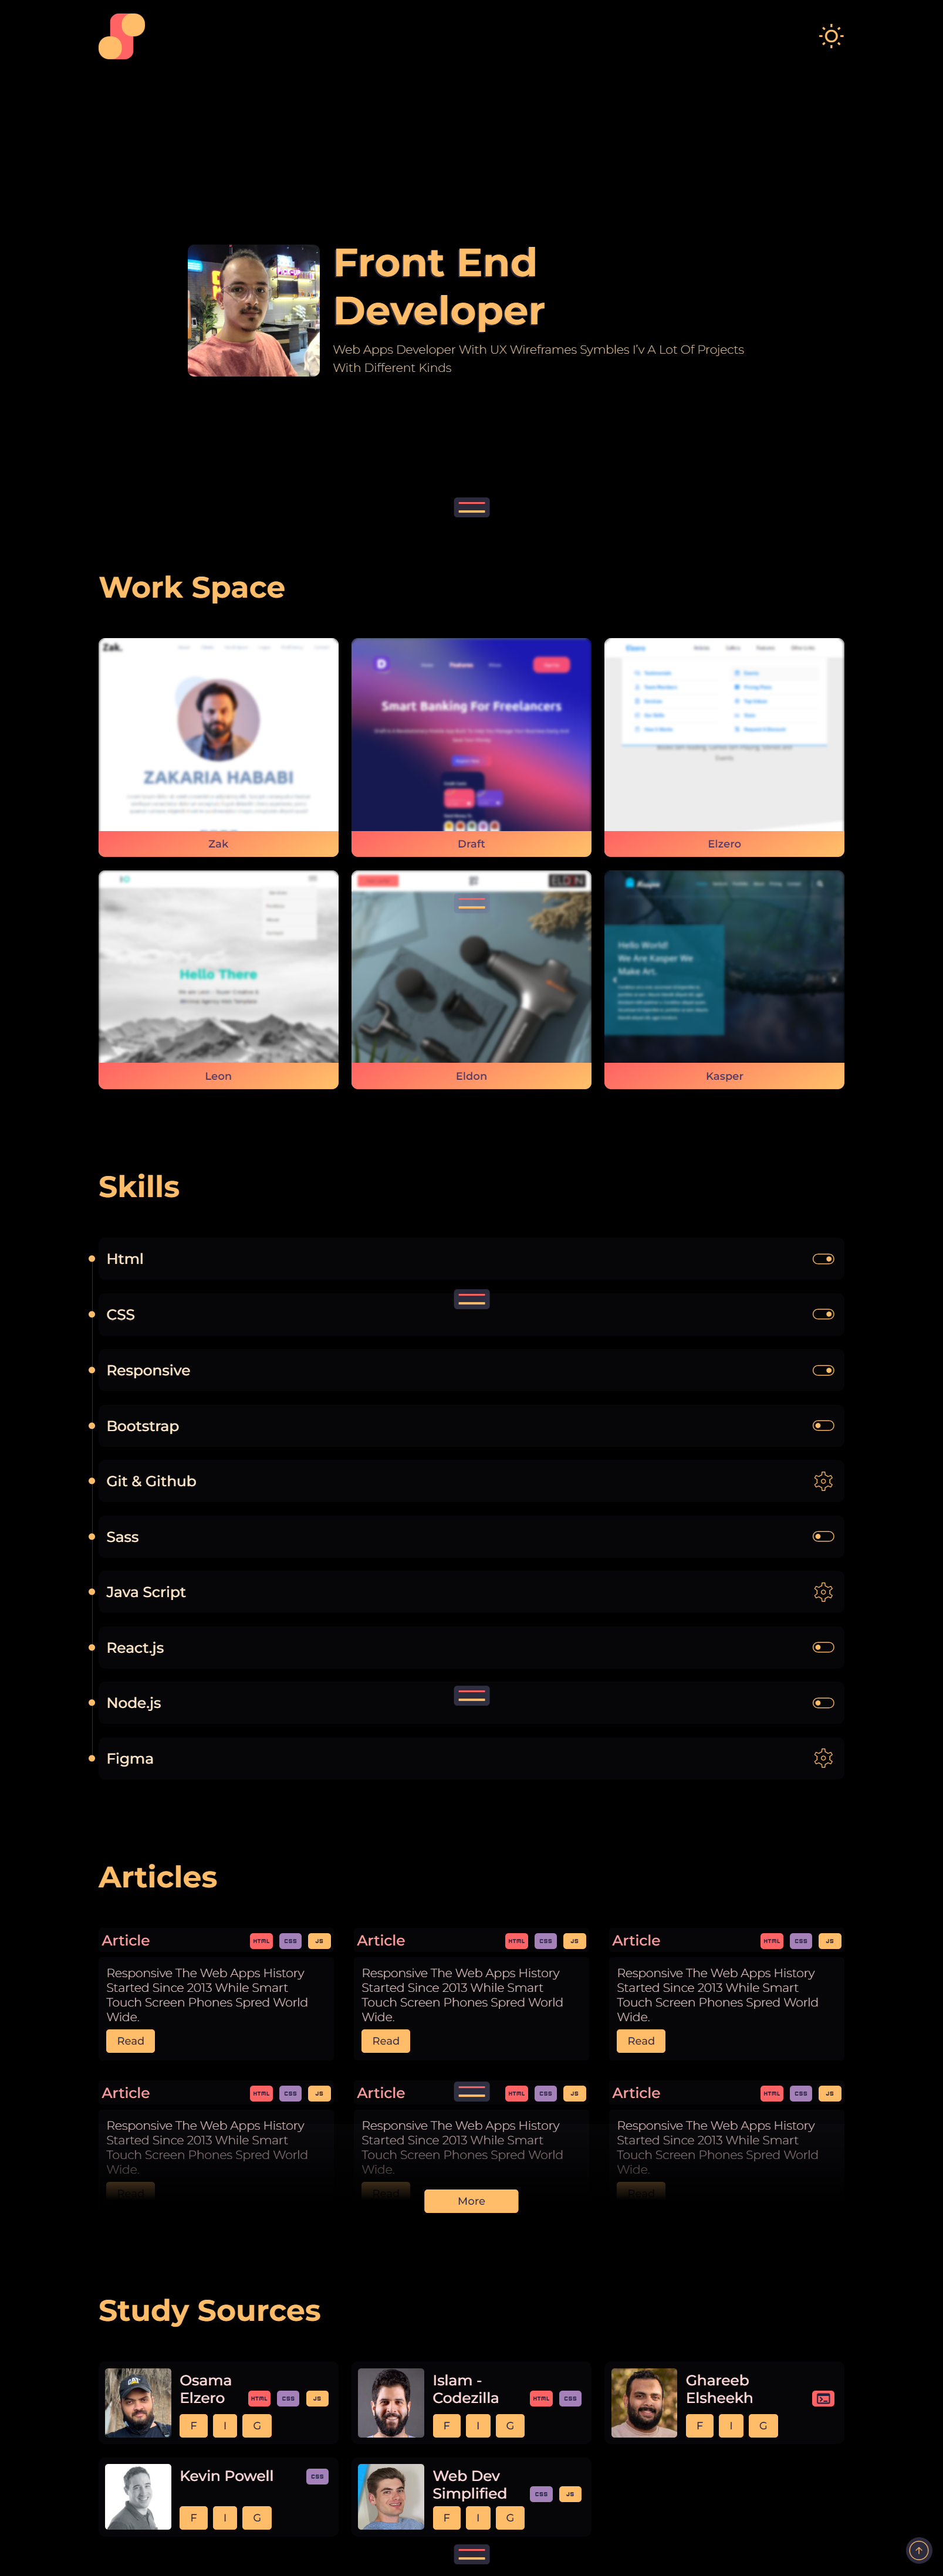 Front End
Developer
Web Apps Developer With UX Wireframes Symbles I'v A Lot Of Projects
With Different Kinds
Work Space
Zak.
ZAKARIA HABABI
Zak
D
Features
Smart Banking For Freelancers
Draft
Elzero
Elzero
Hello There
Leon
Eldon
Kasper
Hello World!
We Are Kasper We
Make Art.
Kasper
Skills
Html
CSS
Responsive
Bootstrap
Git & Github
Sass
Java Script
React.js
Node.js
Figma
Articles
Article HTML CSS JS
Responsive The Web Apps History
Started Since 2013 While Smart
Touch Screen Phones Spred World
Wide.
Read
Article HTML CSS JS
Responsive The Web Apps History
Started Since 2013 While Smart
Touch Screen Phones Spred World
Wide.
Read
Article HTML CSS JS
Responsive The Web Apps History
Started Since 2013 While Smart
Touch Screen Phones Spred World
Wide.
Read
Article HTML CSS JS
Responsive The Web Apps History
Started Since 2013 While Smart
Touch Screen Phones Spred World
Wide.
Read
Article HTML CSS JS
Responsive The Web Apps History
Started Since 2013 While Smart
Touch Screen Phones Spred World
Wide.
Read
Article HTML CSS JS
Responsive The Web Apps History
Started Since 2013 While Smart
Touch Screen Phones Spred World
Wide.
Read
More
Study Sources
Osama
Elzero HTML CSS JS
F I G
Islam -
Codezilla HTML CSS
F I G
Ghareeb
Elsheekh
F I G
Kevin Powell CSS
F I G
Web Dev
Simplified CSS JS
F I G